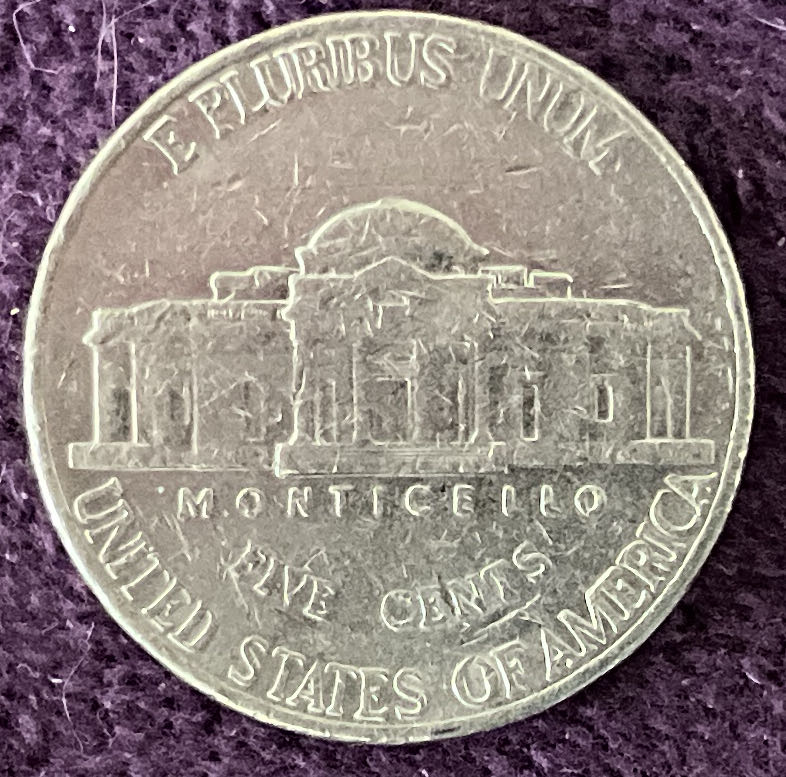 E PLURIBUS UNUM
MONTICELLO
FIVE CENTS
UNITED STATES OF AMERICA